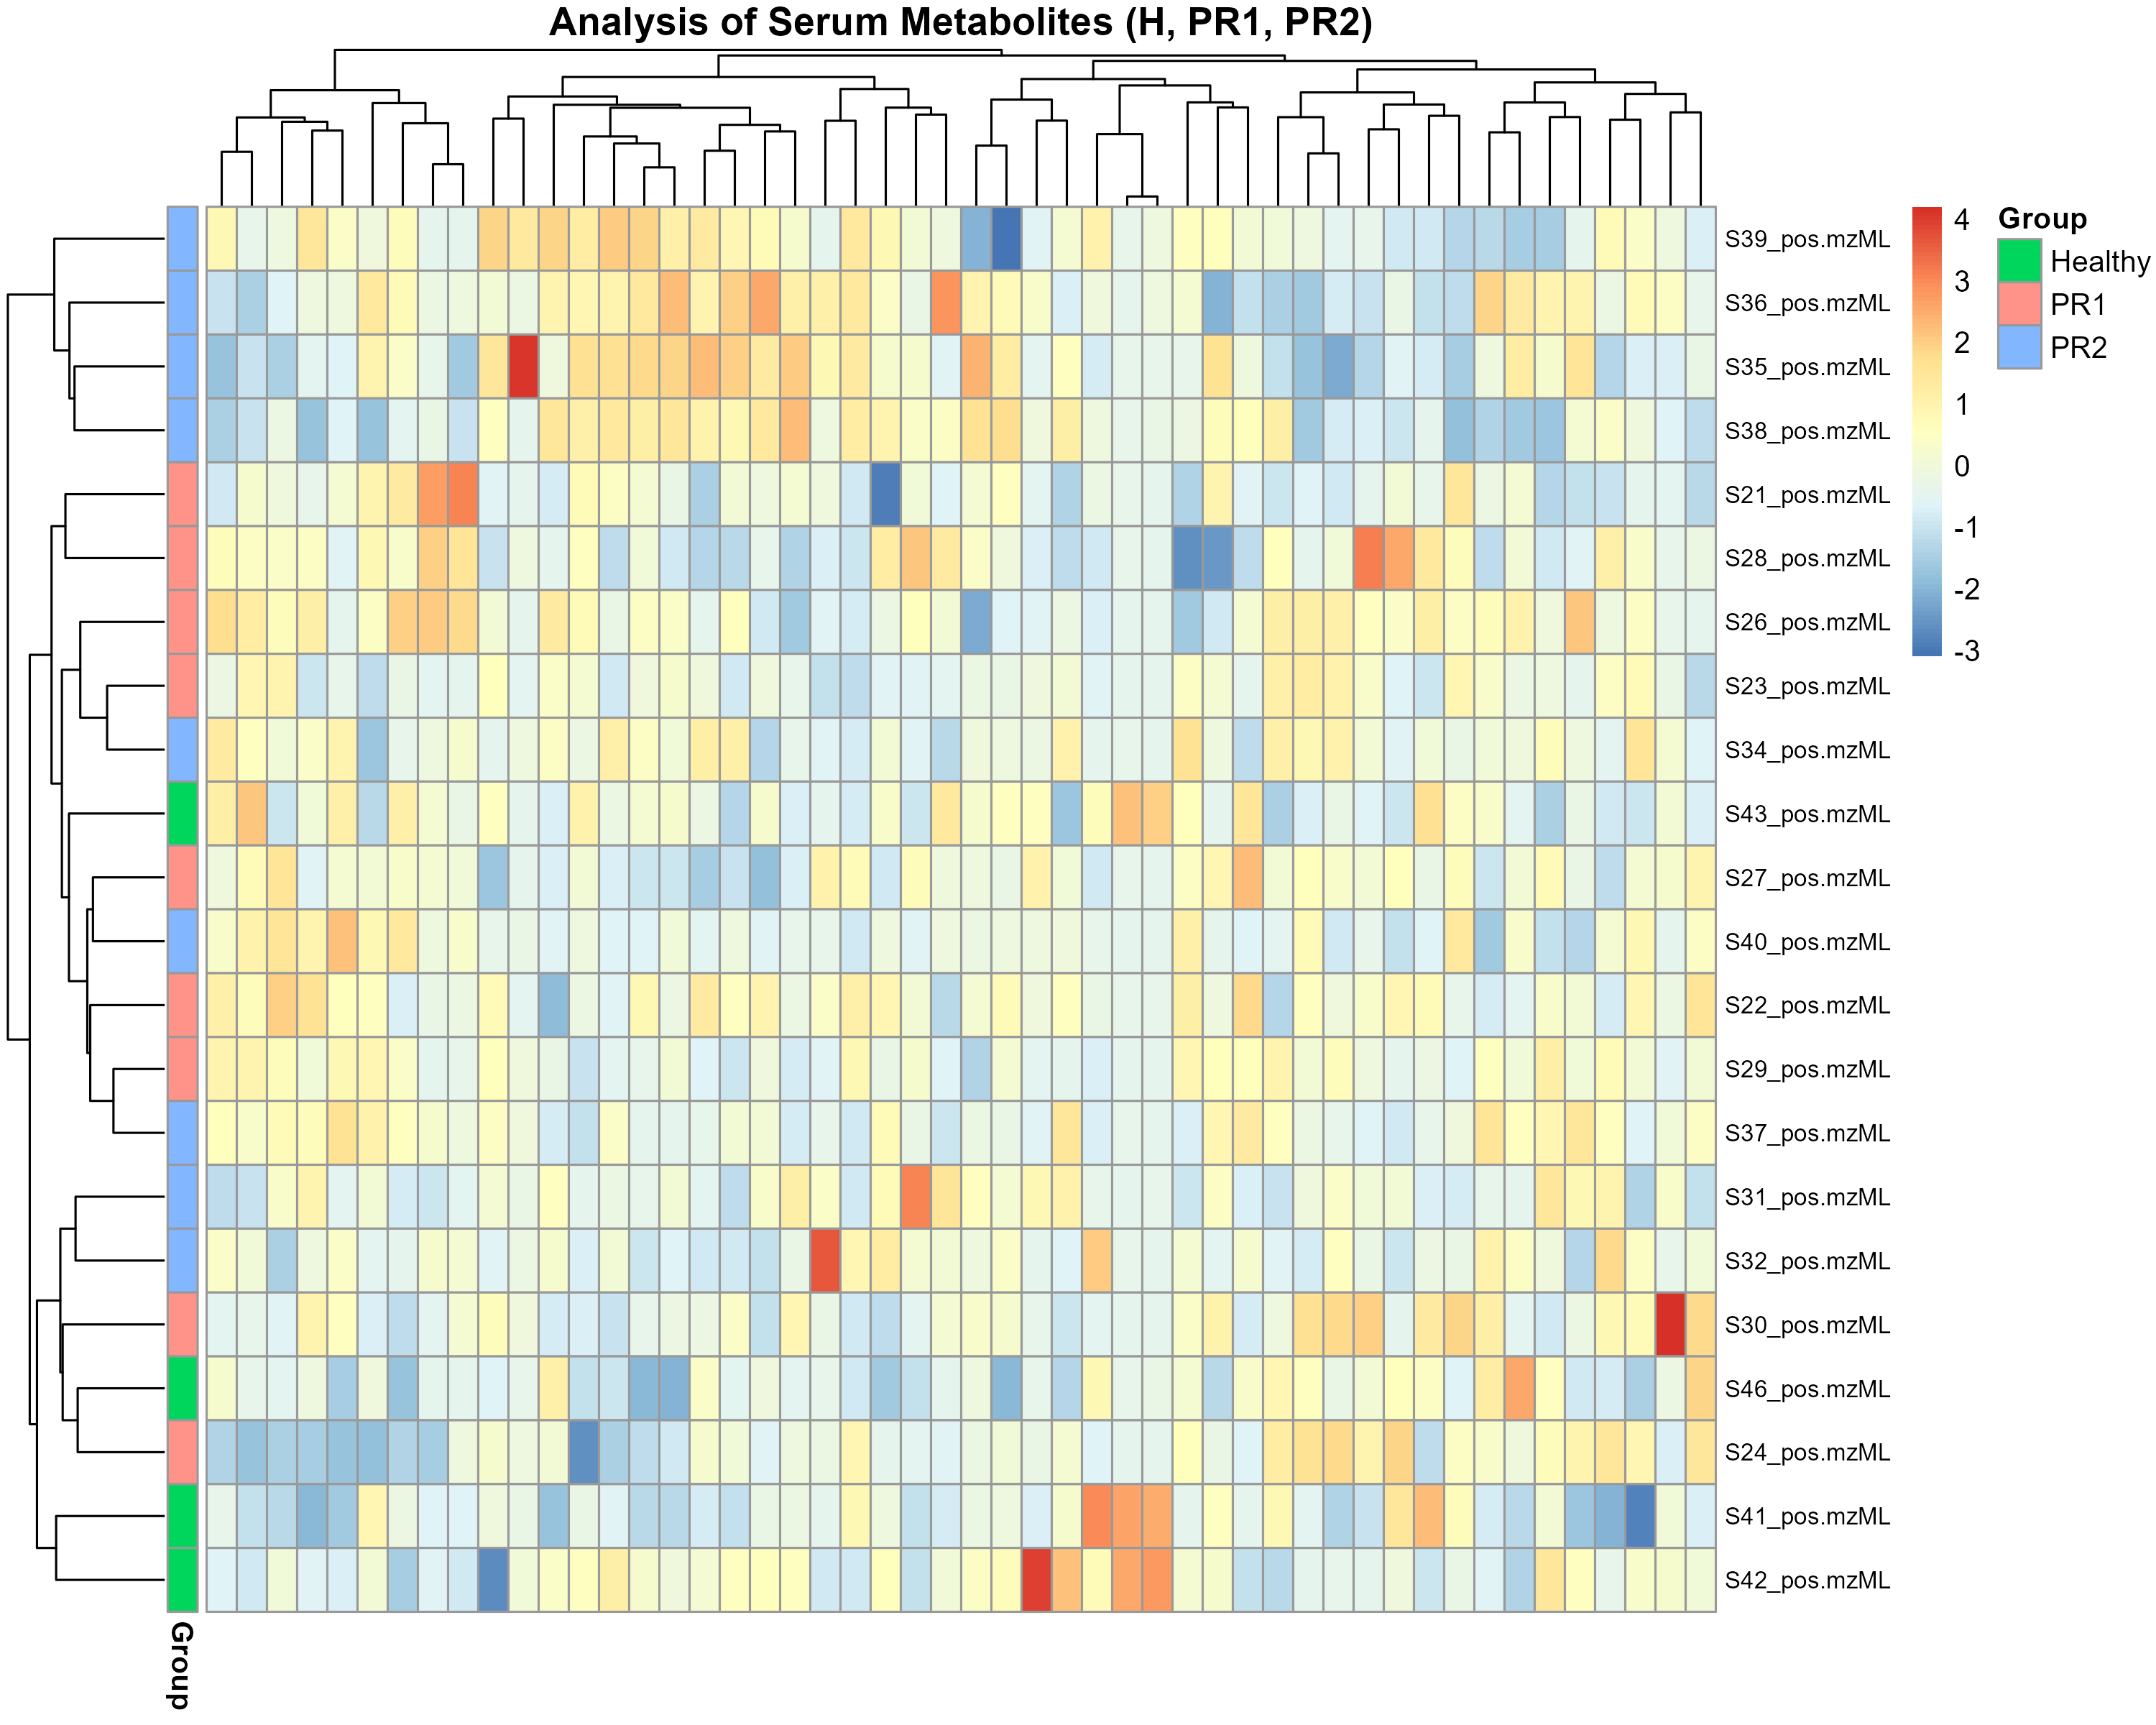 Analysis of Serum Metabolites (H, PR1, PR2)
S39_pos.mzML
S36_pos.mzML
S35_pos.mzML
S38_pos.mzML
S21_pos.mzML
S28_pos.mzML
S26_pos.mzML
S23_pos.mzML
S34_pos.mzML
S43_pos.mzML
S27_pos.mzML
S40_pos.mzML
S22_pos.mzML
S29_pos.mzML
S37_pos.mzML
S31_pos.mzML
S32_pos.mzML
S30_pos.mzML
S46_pos.mzML
S24_pos.mzML
S41_pos.mzML
S42_pos.mzML
4
3
2
1
0
-1
-2
-3
Group
Healthy
PR1
PR2
Group